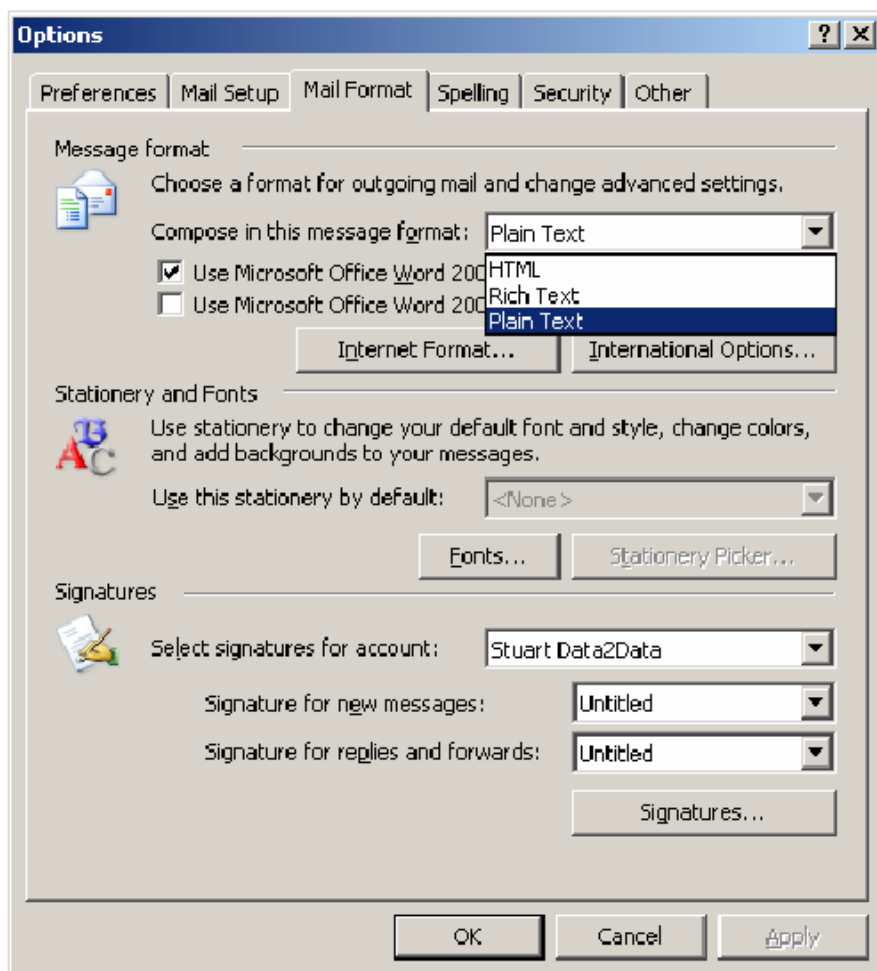 Options
Preferences Mail Setup Mail Format Spelling Security Other
Message format
Choose a format for outgoing mail and change advanced settings.
Compose in this message format: Plain Text
Use Microsoft Office Word 200
HTML
Rich Text
Use Microsoft Office Word 200
Plain Text
Internet Format... International Options...
Stationery and Fonts
Use stationery to change your default font and style, change colors,
and add backgrounds to your messages.
Use this stationery by default: <None>
Fonts... Stationery Picker...
Signatures
Select signatures for account: Stuart Data2Data
Signature for new messages: Untitled
Signature for replies and forwards: Untitled
Signatures...
OK Cancel Apply